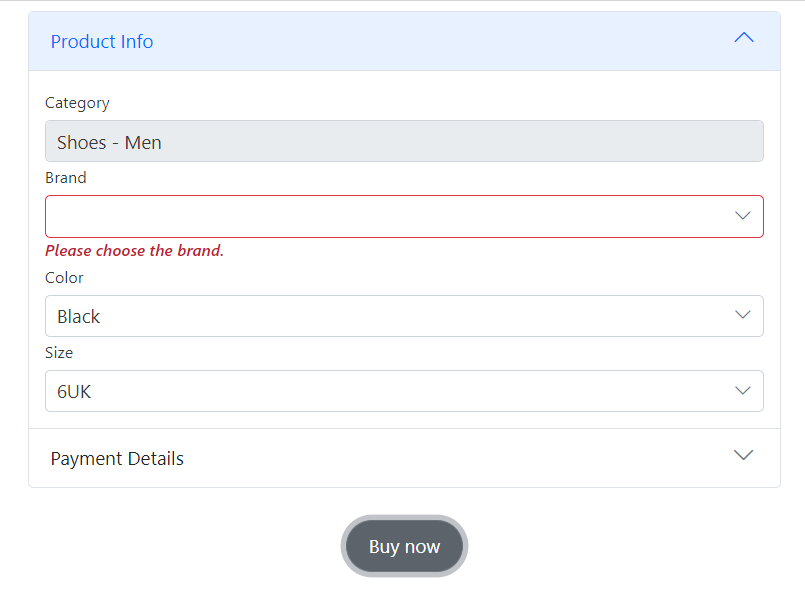 Product Info
Category
Shoes - Men
Brand
Please choose the brand.
Color
Black
Size
6UK
Payment Details
Buy now